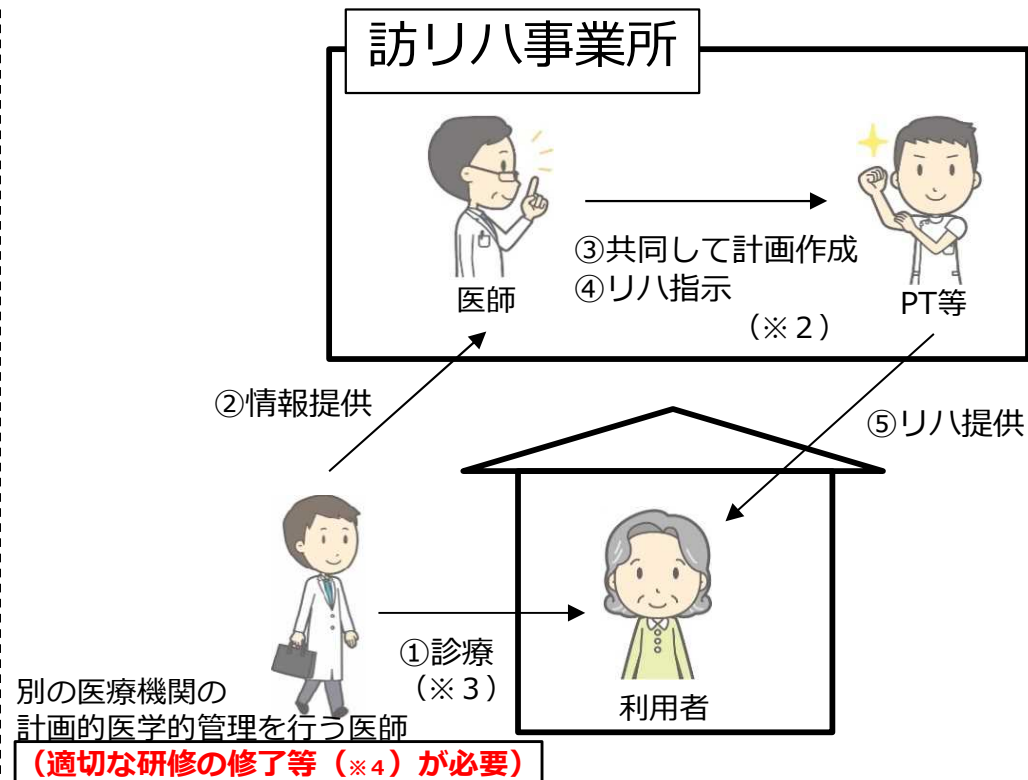 訪リハ事業所
③共同して計画作成
④リハ指示
(※2)
医師
PT等
②情報提供
⑤リハ提供
①診療
(※3)
利用者
別の医療機関の
計画的医学的管理を行う医師
(適切な研修の修了等(※4)が必要)